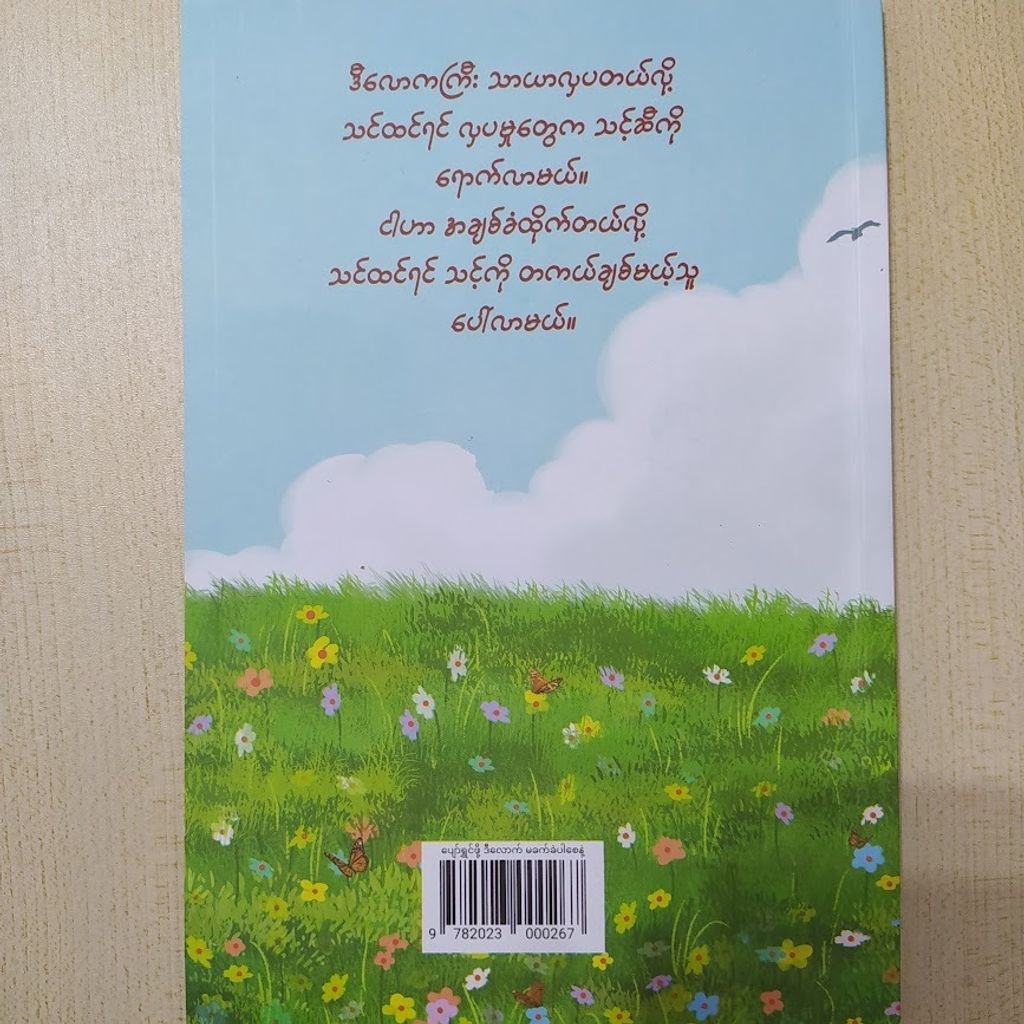 ဒီလောကကြီး သာယာလှပတယ်လို့
သင်ထင်ရင် လှပမှုတွေက သင့်ဆီကို
ရောက်လာမယ်။
ငါဟာ အချစ်ခံထိုက်တယ်လို့
သင်ထင်ရင် သင့်ကို တကယ်ချစ်မယ့်သူ
ပေါ်လာမယ်။
ပျော်ရွှင်ဖို့ ဒီလောက် မခက်ခဲပါစေနဲ့
9 782023 000267